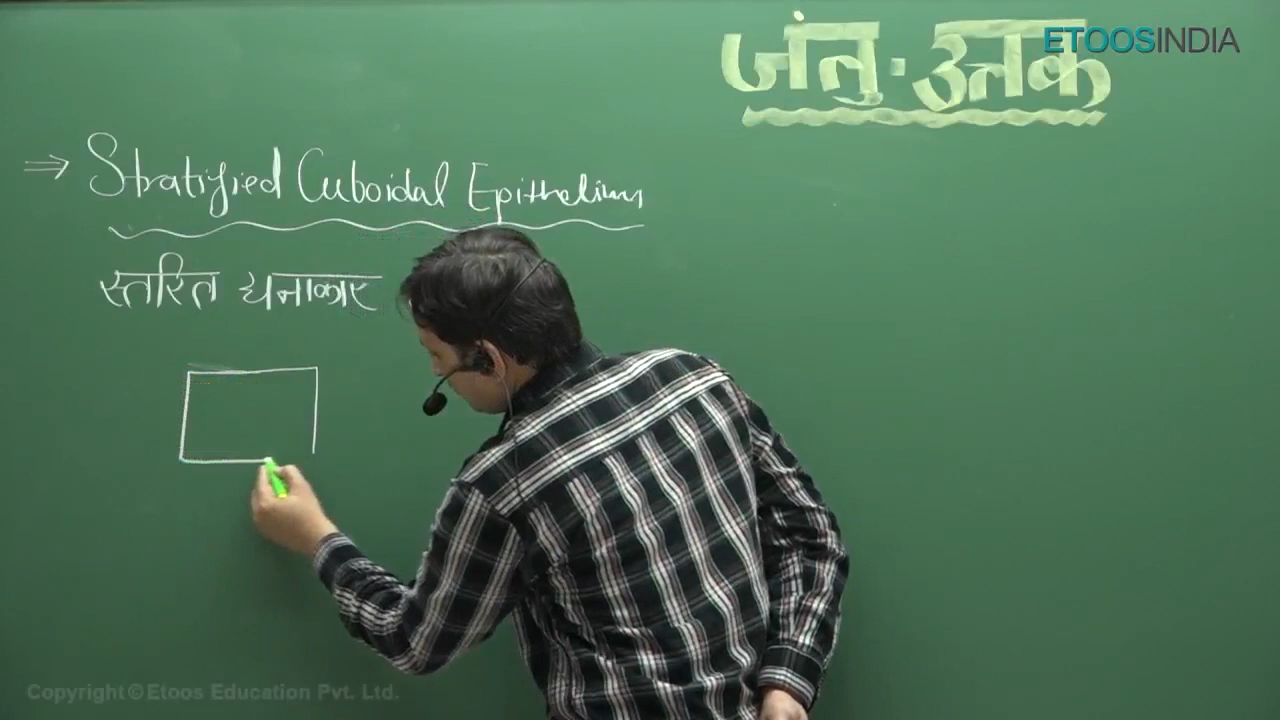 जंतु-ऊतक
ETOOSINDIA
⇒ Stratified Cuboidal Epithelium
स्तरित घनाकार
Copyright © Etoos Education Pvt. Ltd.